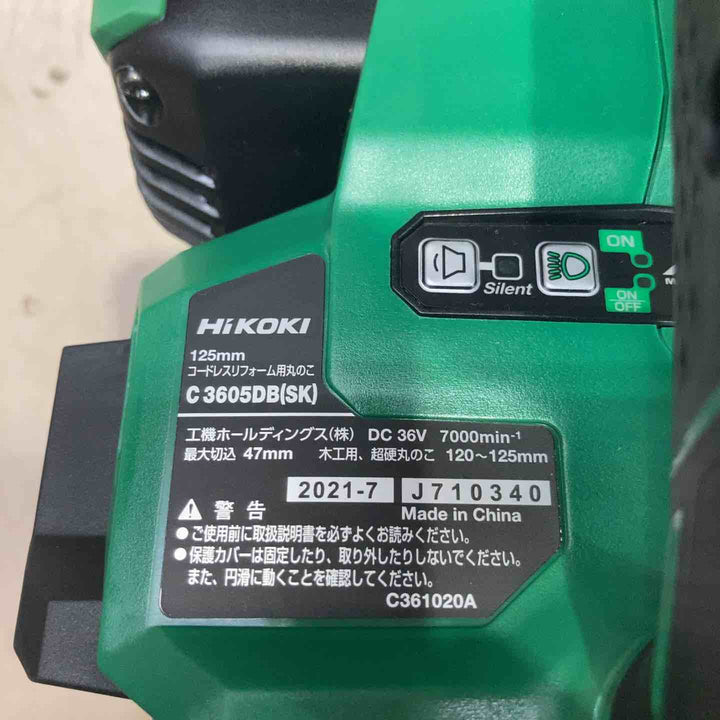 ON
Silent
ON
OFF
HiKOKI
125mm
コードレスリフォーム用丸のこ
C 3605DB(SK)
工機ホールディングス(株) DC 36V 7000min-1
最大切込 47mm 木工用、超硬丸のこ 120～125mm
2021-7 J710340
警告 Made in China
●ご使用前に取扱説明書を必ずよくお読みください。
●保護カバーは固定したり、取り外したりしないでください。
また、円滑に動くことを確認してください。
C361020A